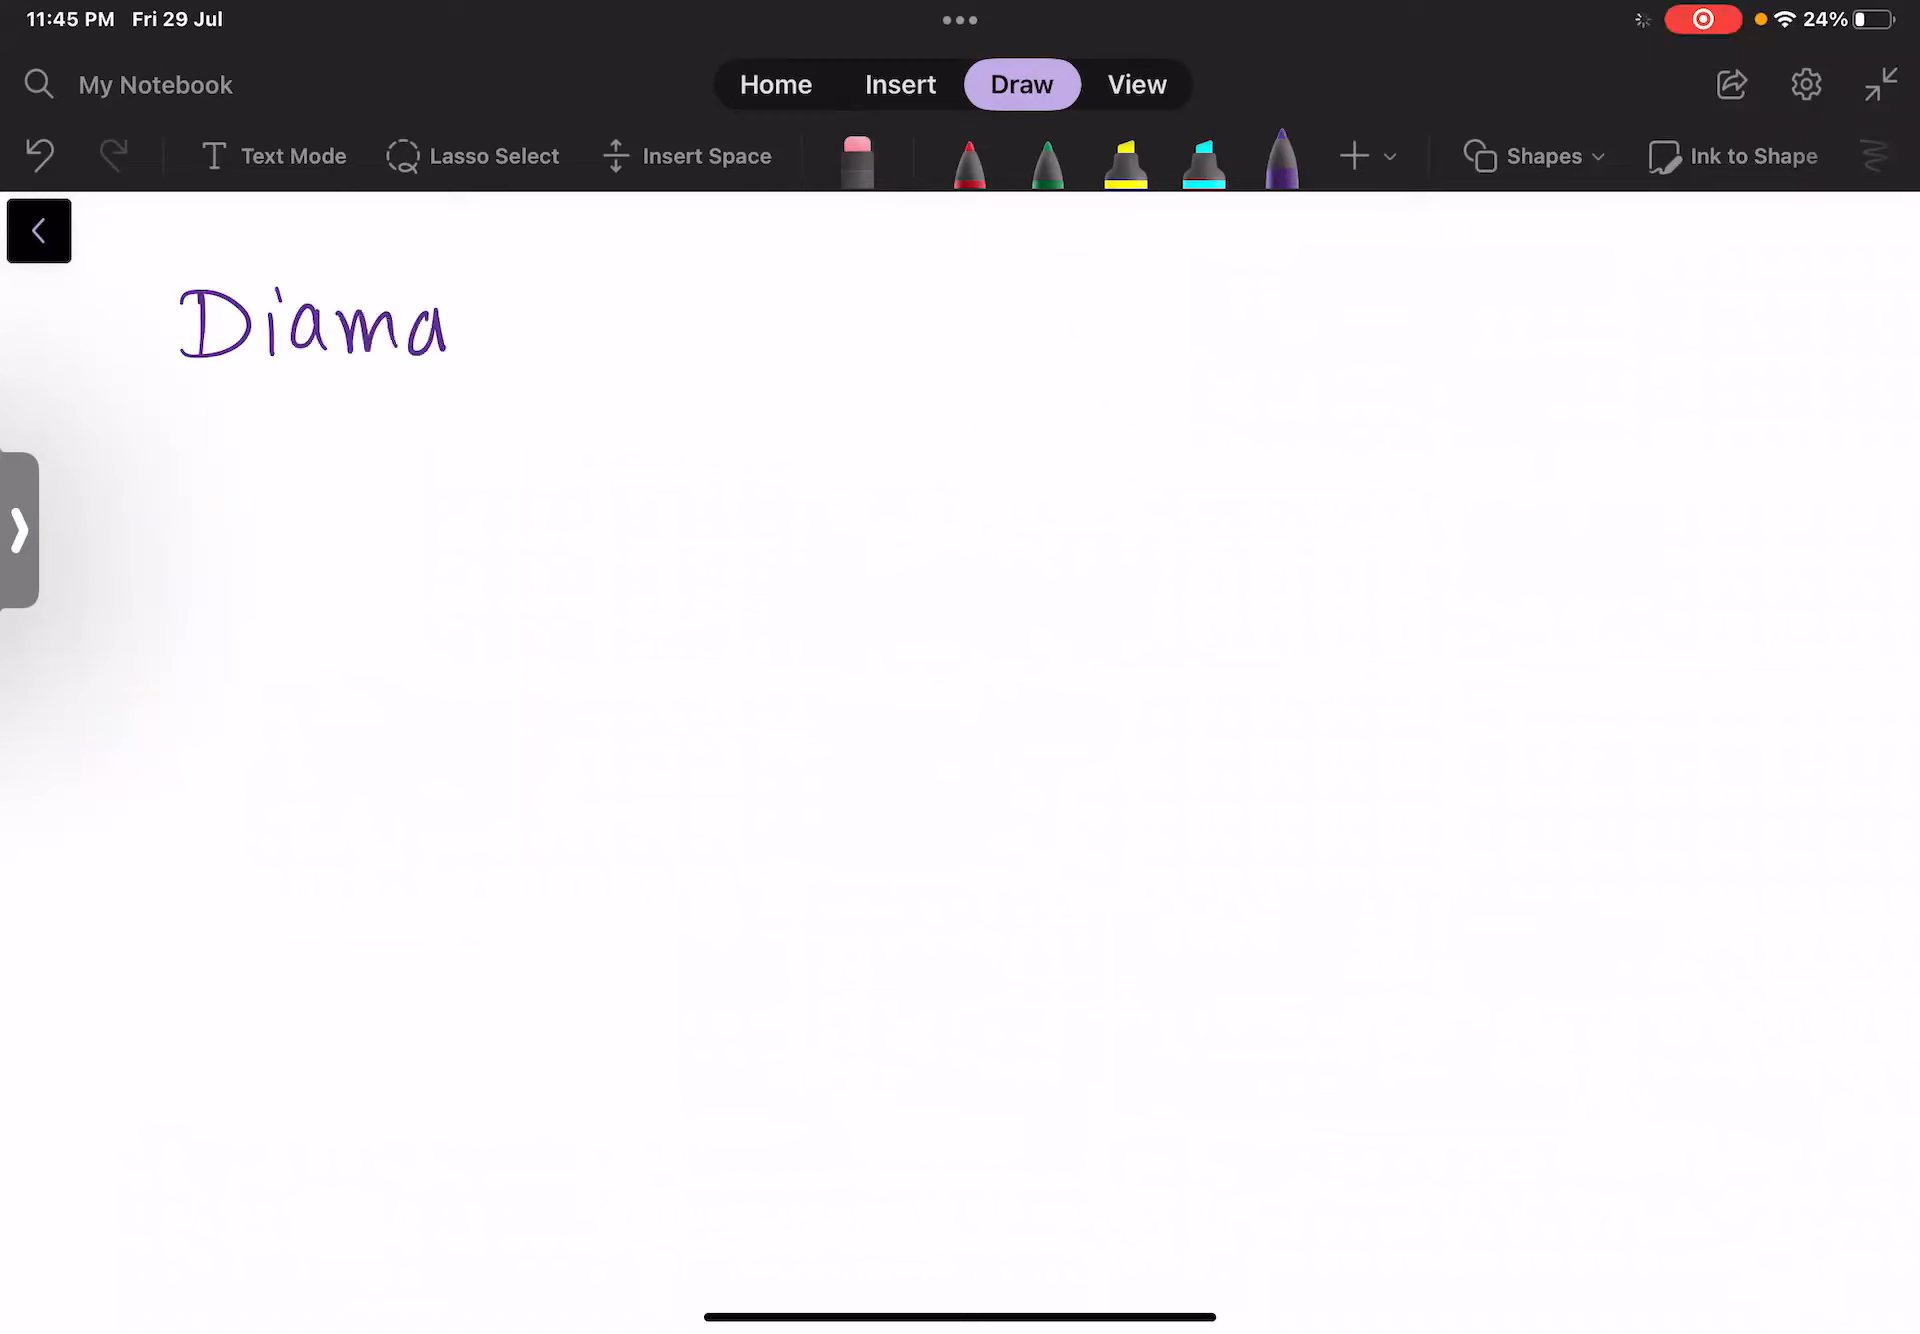 11:45 PM Fri 29 Jul 24%
My Notebook Home Insert Draw View
Text Mode Lasso Select Insert Space Shapes Ink to Shape
Diama